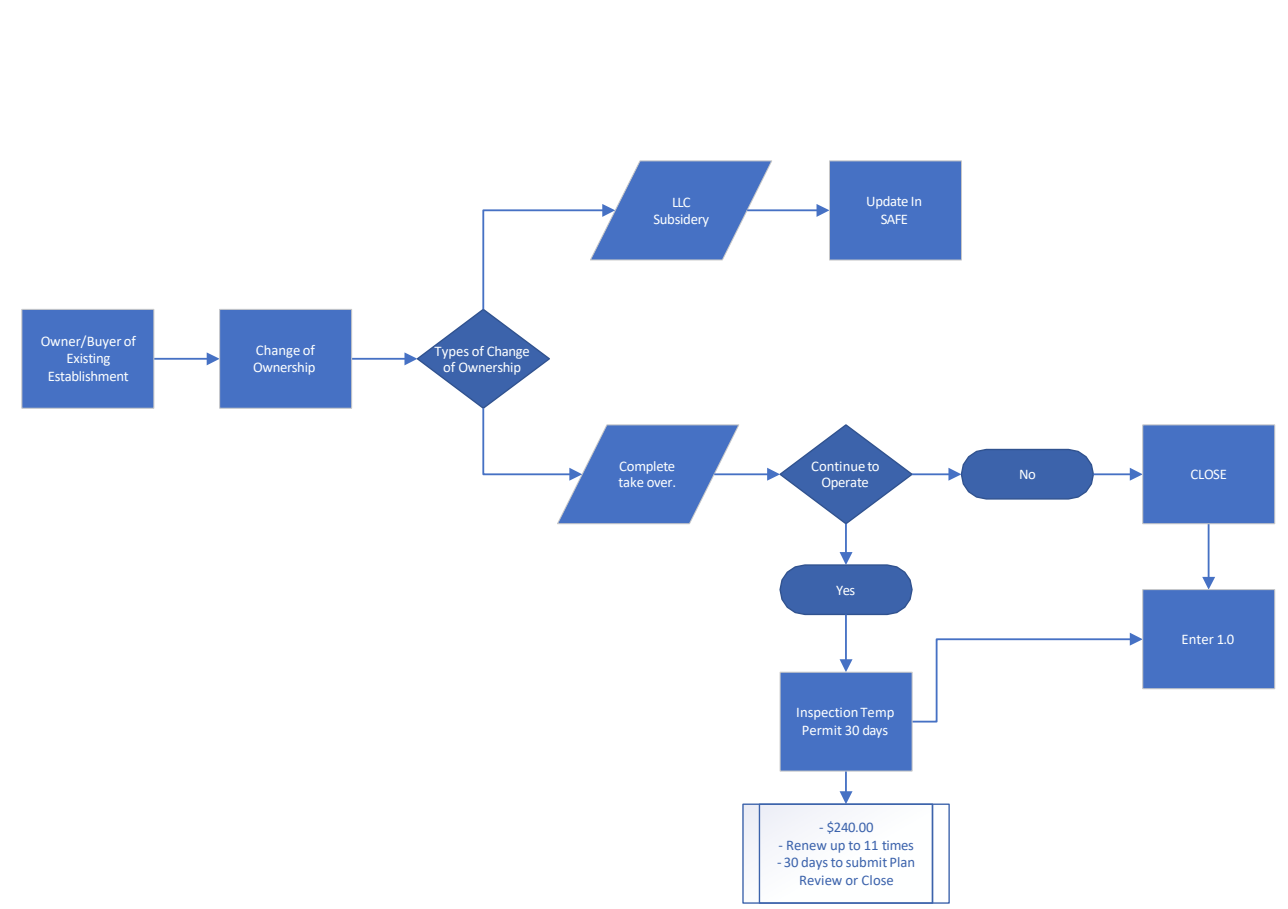 LLC
Subsidery
Update In
SAFE
Owner/Buyer of
Existing
Establishment
Change of
Ownership
Types of Change
of Ownership
Complete
take over.
Continue to
Operate
No
CLOSE
Yes
Enter 1.0
Inspection Temp
Permit 30 days
- $240.00
- Renew up to 11 times
- 30 days to submit Plan
Review or Close